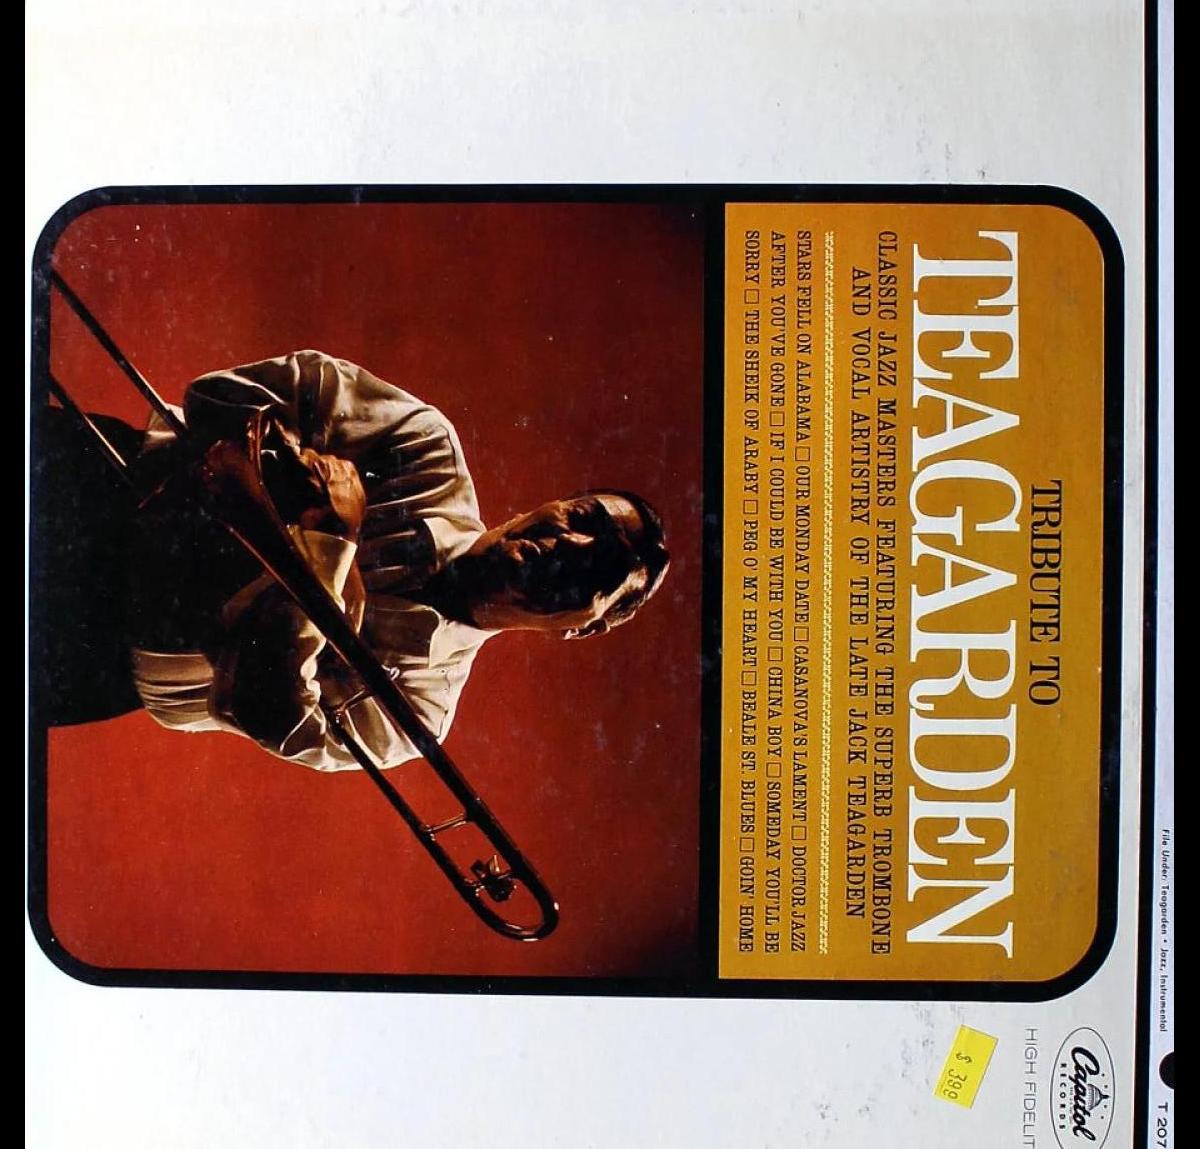 File Under: Teagarden • Jazz, Instrumental
T 207
Capitol
RECORDS
HIGH FIDELIT
TRIBUTE TO
TEAGARDEN
CLASSIC JAZZ MASTERS FEATURING THE SUPERB TROMBONE
AND VOCAL ARTISTRY OF THE LATE JACK TEAGARDEN
STARS FELL ON ALABAMA □ OUR MONDAY DATE □ CASANOVA'S LAMENT □ DOCTOR JAZZ
AFTER YOU'VE GONE □ IF I COULD BE WITH YOU □ CHINA BOY □ SOMEDAY YOU'LL BE
SORRY □ THE SHEIK OF ARABY □ PEG O' MY HEART □ BEALE ST. BLUES □ GOIN' HOME